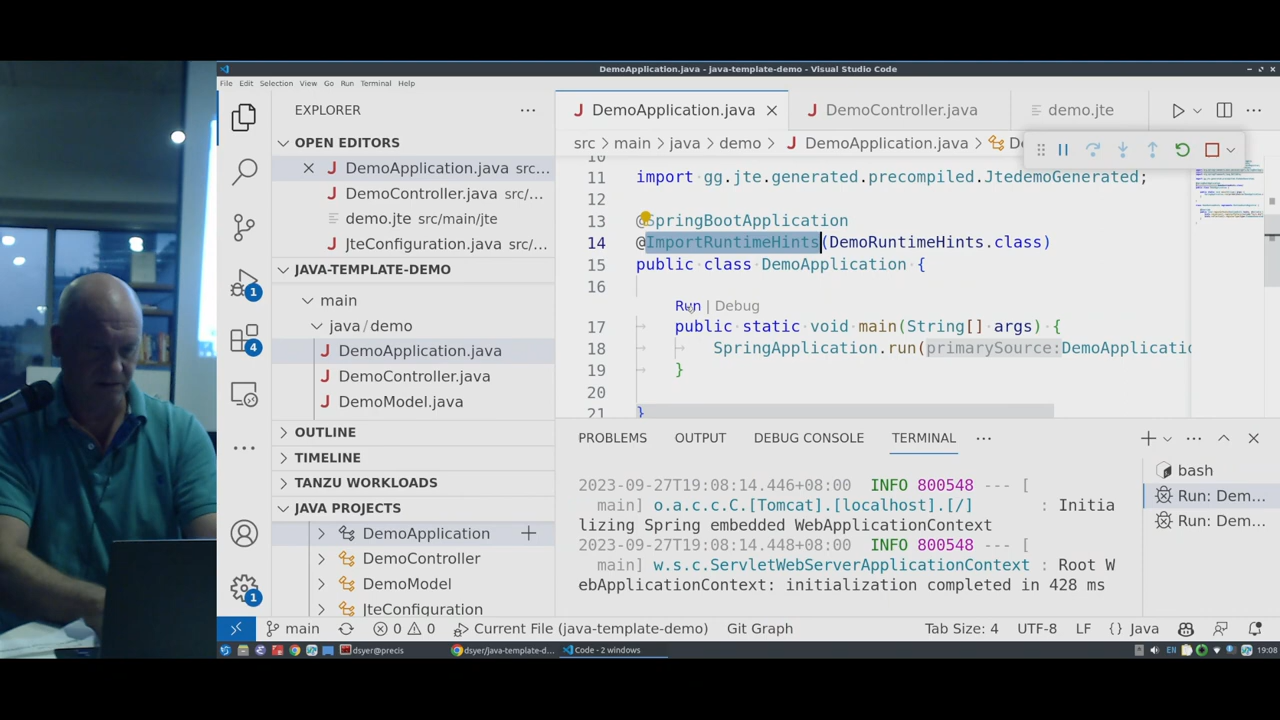 DemoApplication.java - java-template-demo - Visual Studio Code
File Edit Selection View Go Run Terminal Help
EXPLORER
OPEN EDITORS
DemoApplication.java src...
DemoController.java src/...
demo.jte src/main/jte
JteConfiguration.java src/...
JAVA-TEMPLATE-DEMO
main
java / demo
DemoApplication.java
DemoController.java
DemoModel.java
OUTLINE
TIMELINE
TANZU WORKLOADS
JAVA PROJECTS
DemoApplication
DemoController
DemoModel
JteConfiguration
1
4
1
DemoApplication.java DemoController.java demo.jte
src > main > java > demo > DemoApplication.java >
10
11 import gg.jte.generated.precompiled.JtedemoGenerated;
12
13 @SpringBootApplication
14 @ImportRuntimeHints(DemoRuntimeHints.class)
15 public class DemoApplication {
16
Run | Debug
17 public static void main(String[] args) {
18 SpringApplication.run(primarySource:DemoApplicatio
19 }
20
21 }
PROBLEMS OUTPUT DEBUG CONSOLE TERMINAL
2023-09-27T19:08:14.446+08:00 INFO 800548 --- [
main] o.a.c.c.C.[Tomcat].[localhost].[/] : Initia
lizing Spring embedded WebApplicationContext
2023-09-27T19:08:14.448+08:00 INFO 800548 --- [
main] w.s.c.ServletWebServerApplicationContext : Root W
ebApplicationContext: initialization completed in 428 ms
bash
Run: Dem...
Run: Dem...
main 0 0 Current File (java-template-demo) Git Graph Tab Size: 4 UTF-8 LF {} Java
dsyer@precis dsyer/java-template-d... Code - 2 windows EN 19:08